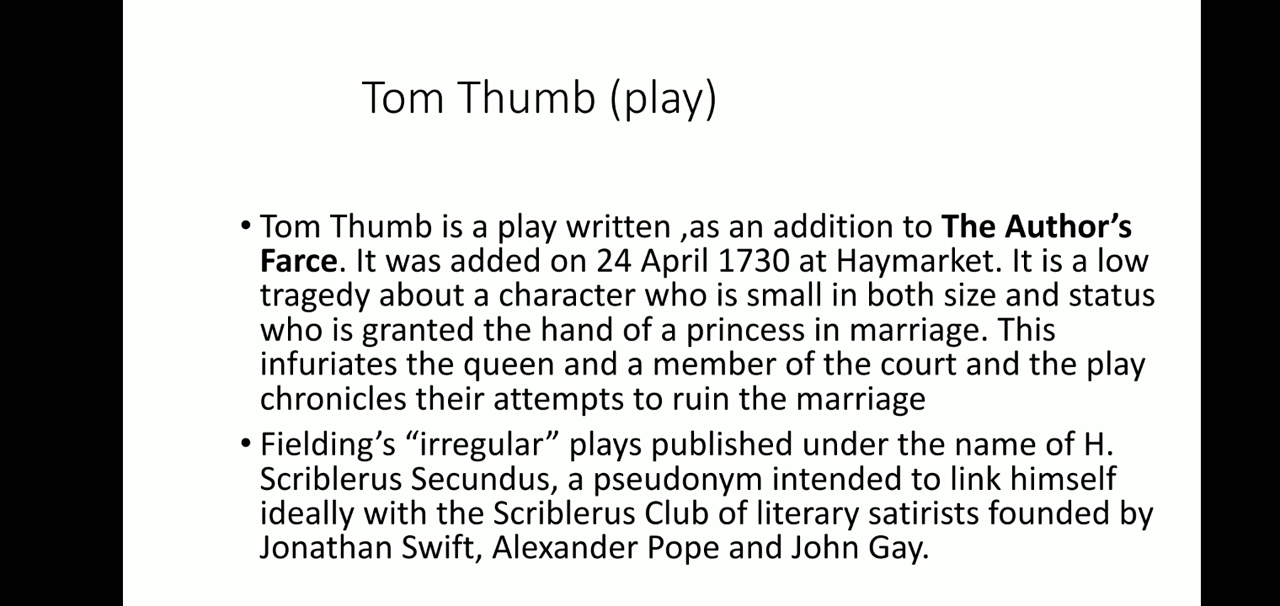 Tom Thumb (play)
• Tom Thumb is a play written ,as an addition to The Author’s
Farce. It was added on 24 April 1730 at Haymarket. It is a low
tragedy about a character who is small in both size and status
who is granted the hand of a princess in marriage. This
infuriates the queen and a member of the court and the play
chronicles their attempts to ruin the marriage
• Fielding’s “irregular” plays published under the name of H.
Scriblerus Secundus, a pseudonym intended to link himself
ideally with the Scriblerus Club of literary satirists founded by
Jonathan Swift, Alexander Pope and John Gay.